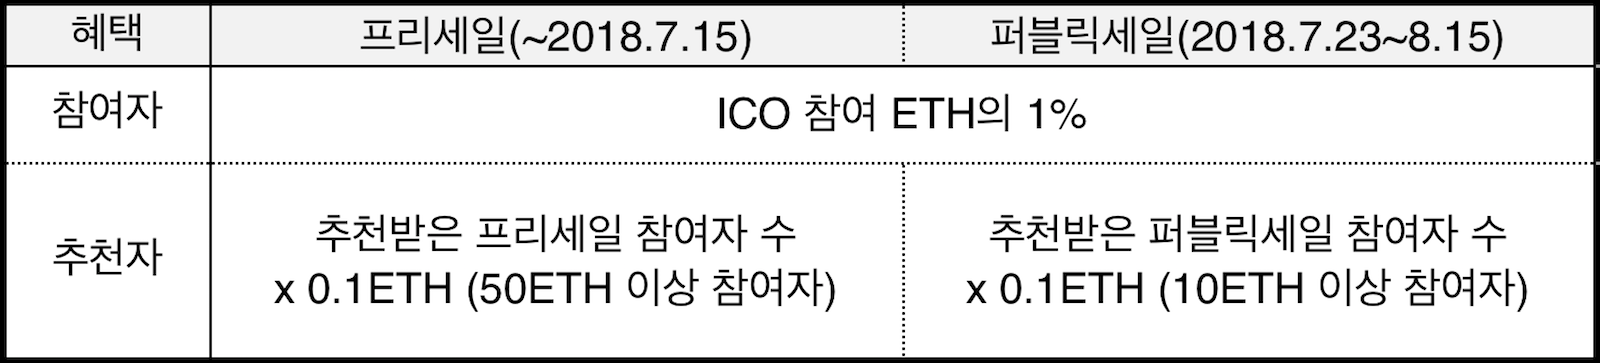 혜택 프리세일(~2018.7.15) 퍼블릭세일(2018.7.23~8.15)
참여자 ICO 참여 ETH의 1%
추천자
추천받은 프리세일 참여자 수
x 0.1ETH (50ETH 이상 참여자)
추천받은 퍼블릭세일 참여자 수
x 0.1ETH (10ETH 이상 참여자)